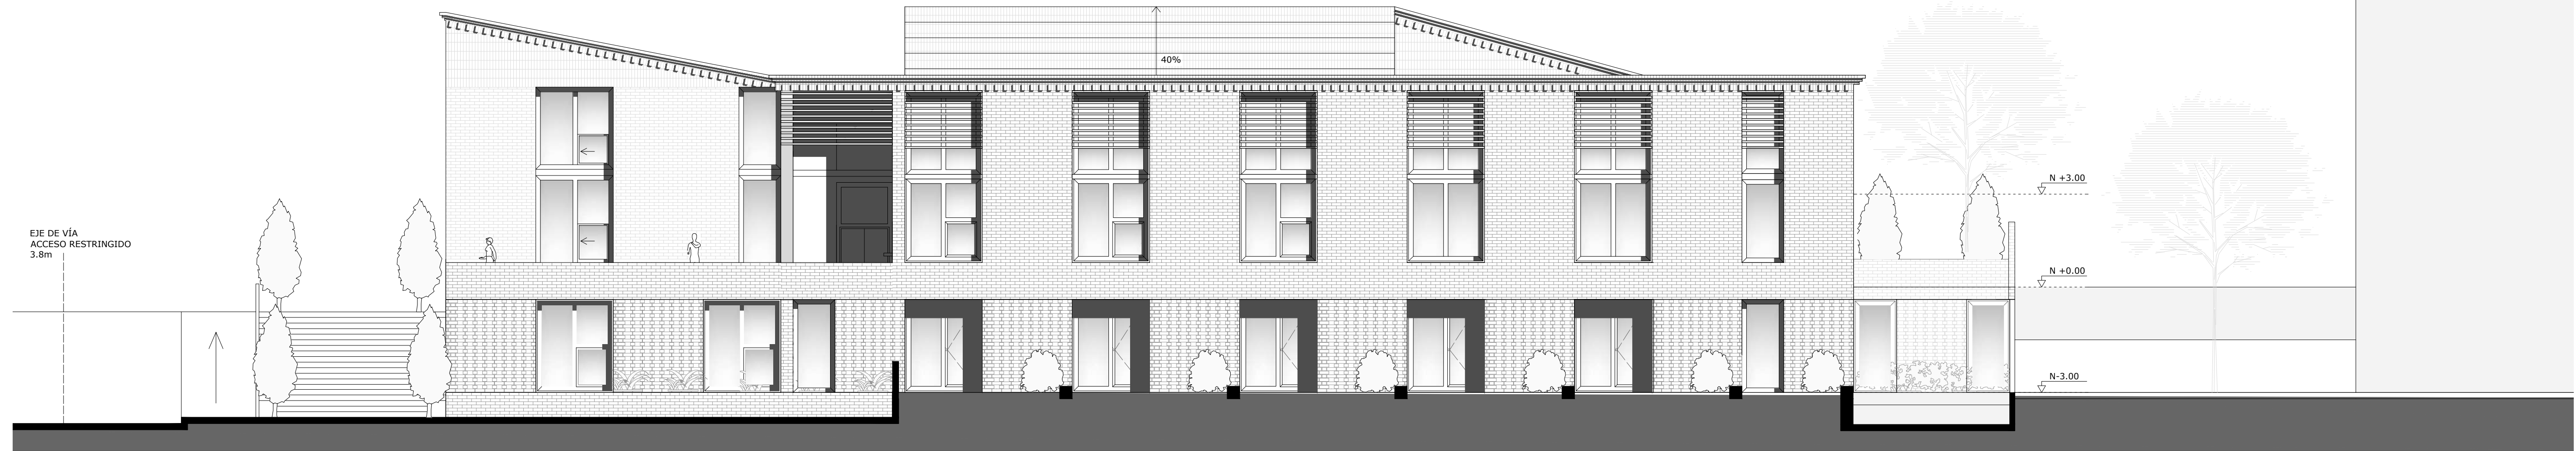 40%
N +3.00
EJE DE VÍA
ACCESO RESTRINGIDO
3.8m
N +0.00
N-3.00